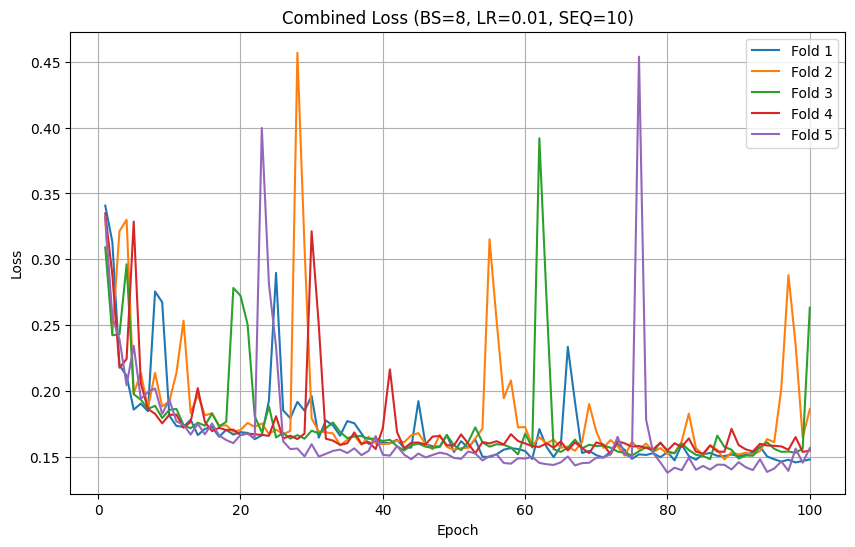 Combined Loss (BS=8, LR=0.01, SEQ=10)
Fold 1
Fold 2
Fold 3
Fold 4
Fold 5
Loss
0.45
0.40
0.35
0.30
0.25
0.20
0.15
0
20
40
60
80
100
Epoch